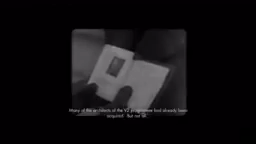 Many of the architects of the V2 programme had already been
acquired. But not all.